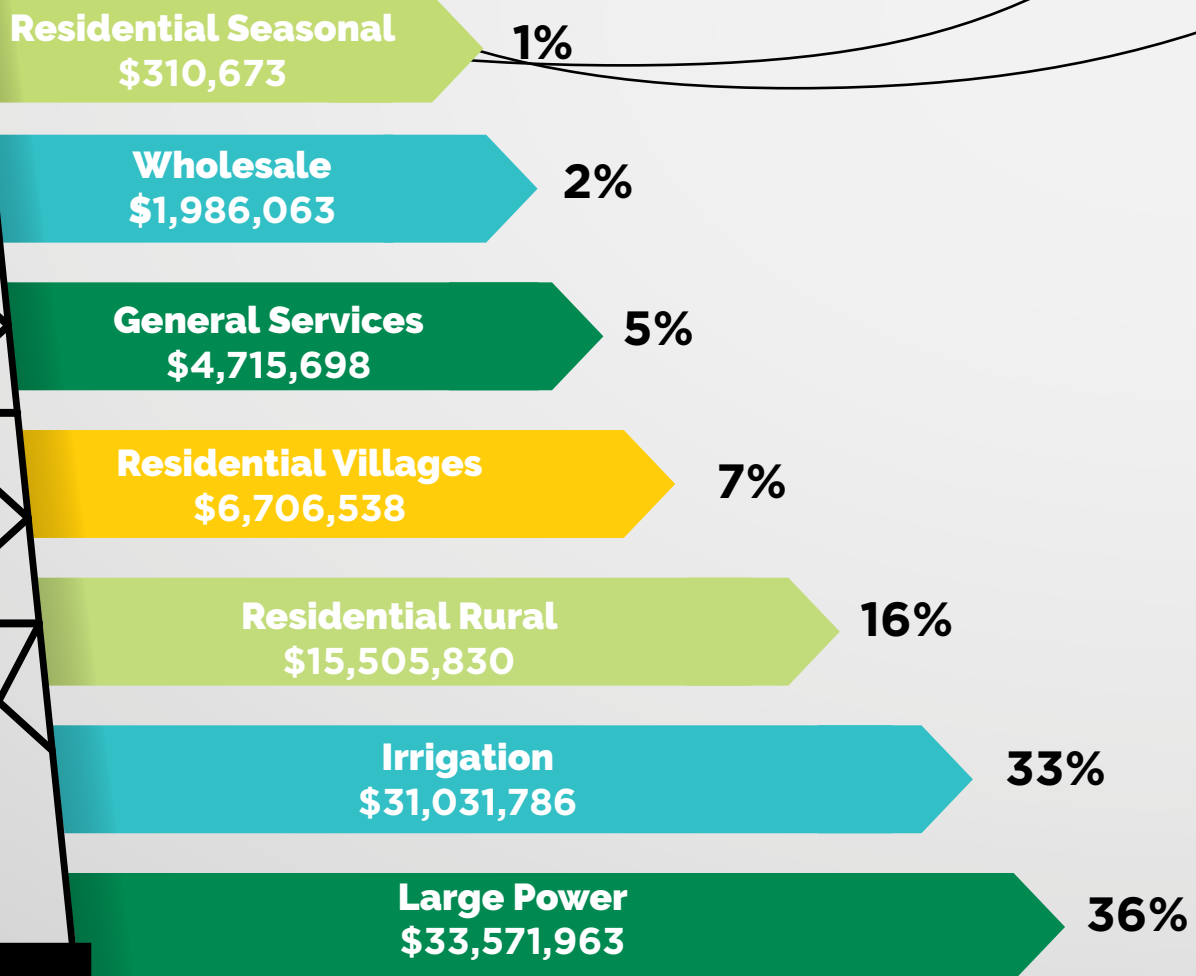 Residential Seasonal
$310,673
1%
Wholesale
$1,986,063
2%
General Services
$4,715,698
5%
Residential Villages
$6,706,538
7%
Residential Rural
$15,505,830
16%
Irrigation
$31,031,786
33%
Large Power
$33,571,963
36%